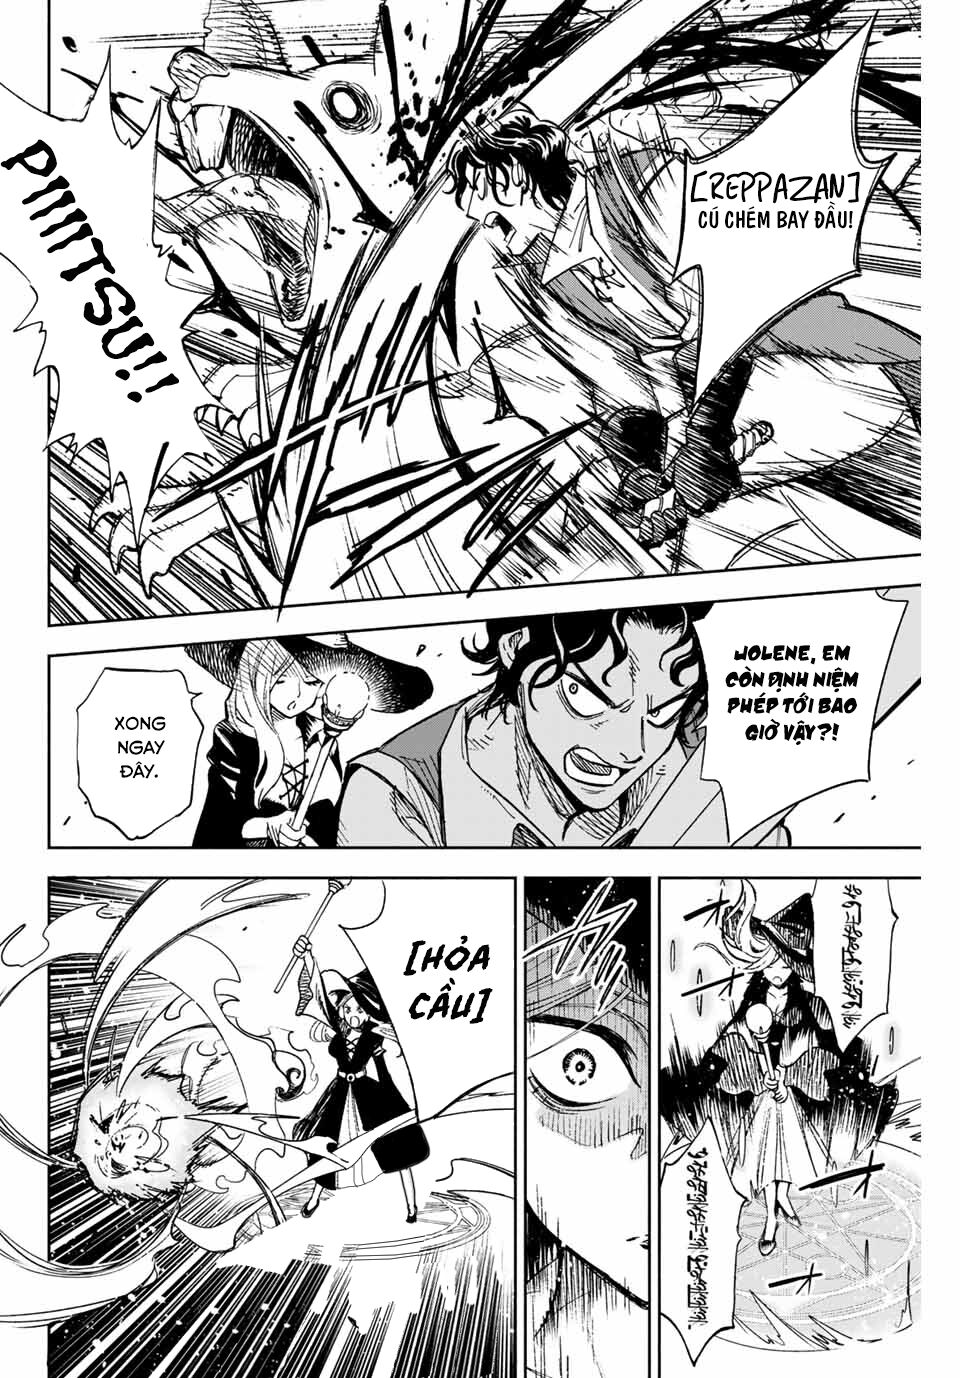 [REPPAZAN]
CÚ CHÉM BAY ĐẦU!
PIIIITSU!!
JOLENE, EM
CÒN ĐỊNH NIỆM
PHÉP TỚI BAO
GIỜ VẬY?!
XONG
NGAY
ĐÂY.
[HỎA
CẦU]